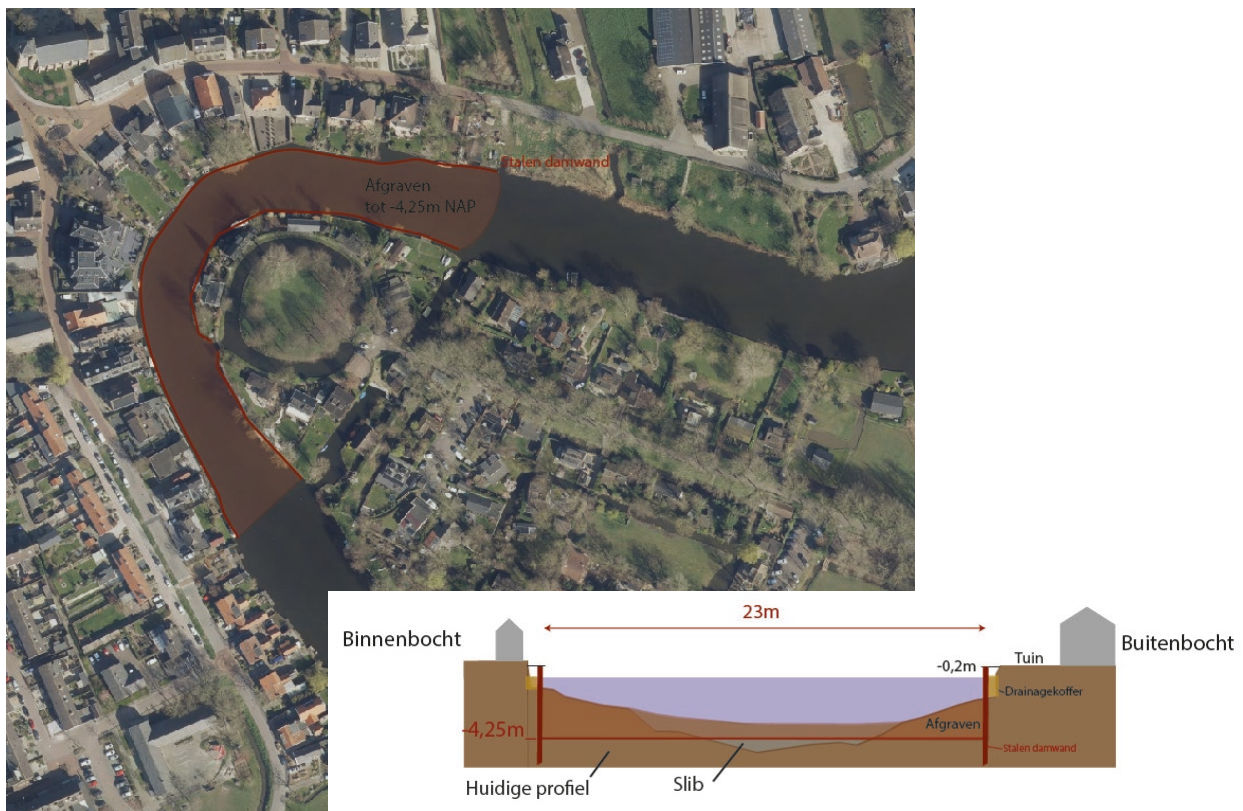 Stalen damwand
Afgraven
tot -4,25m NAP
23m
Binnenbocht
Buitenbocht
-0,2m
Tuin
Drainagekoffer
-4,25m
Afgraven
Stalen damwand
Huidige profiel
Slib